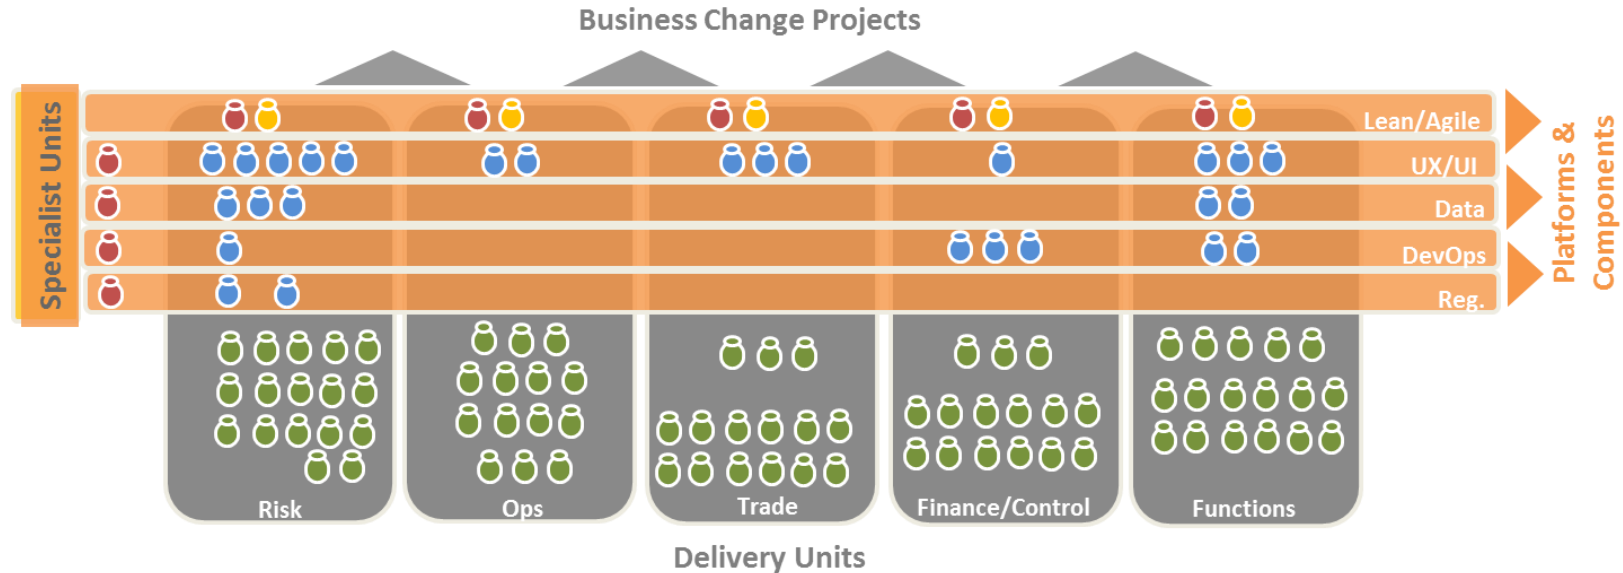 Business Change Projects
Specialist Units
Lean/Agile
UX/UI
Data
DevOps
Reg.
Platforms &
Components
Risk
Ops
Trade
Finance/Control
Functions
Delivery Units